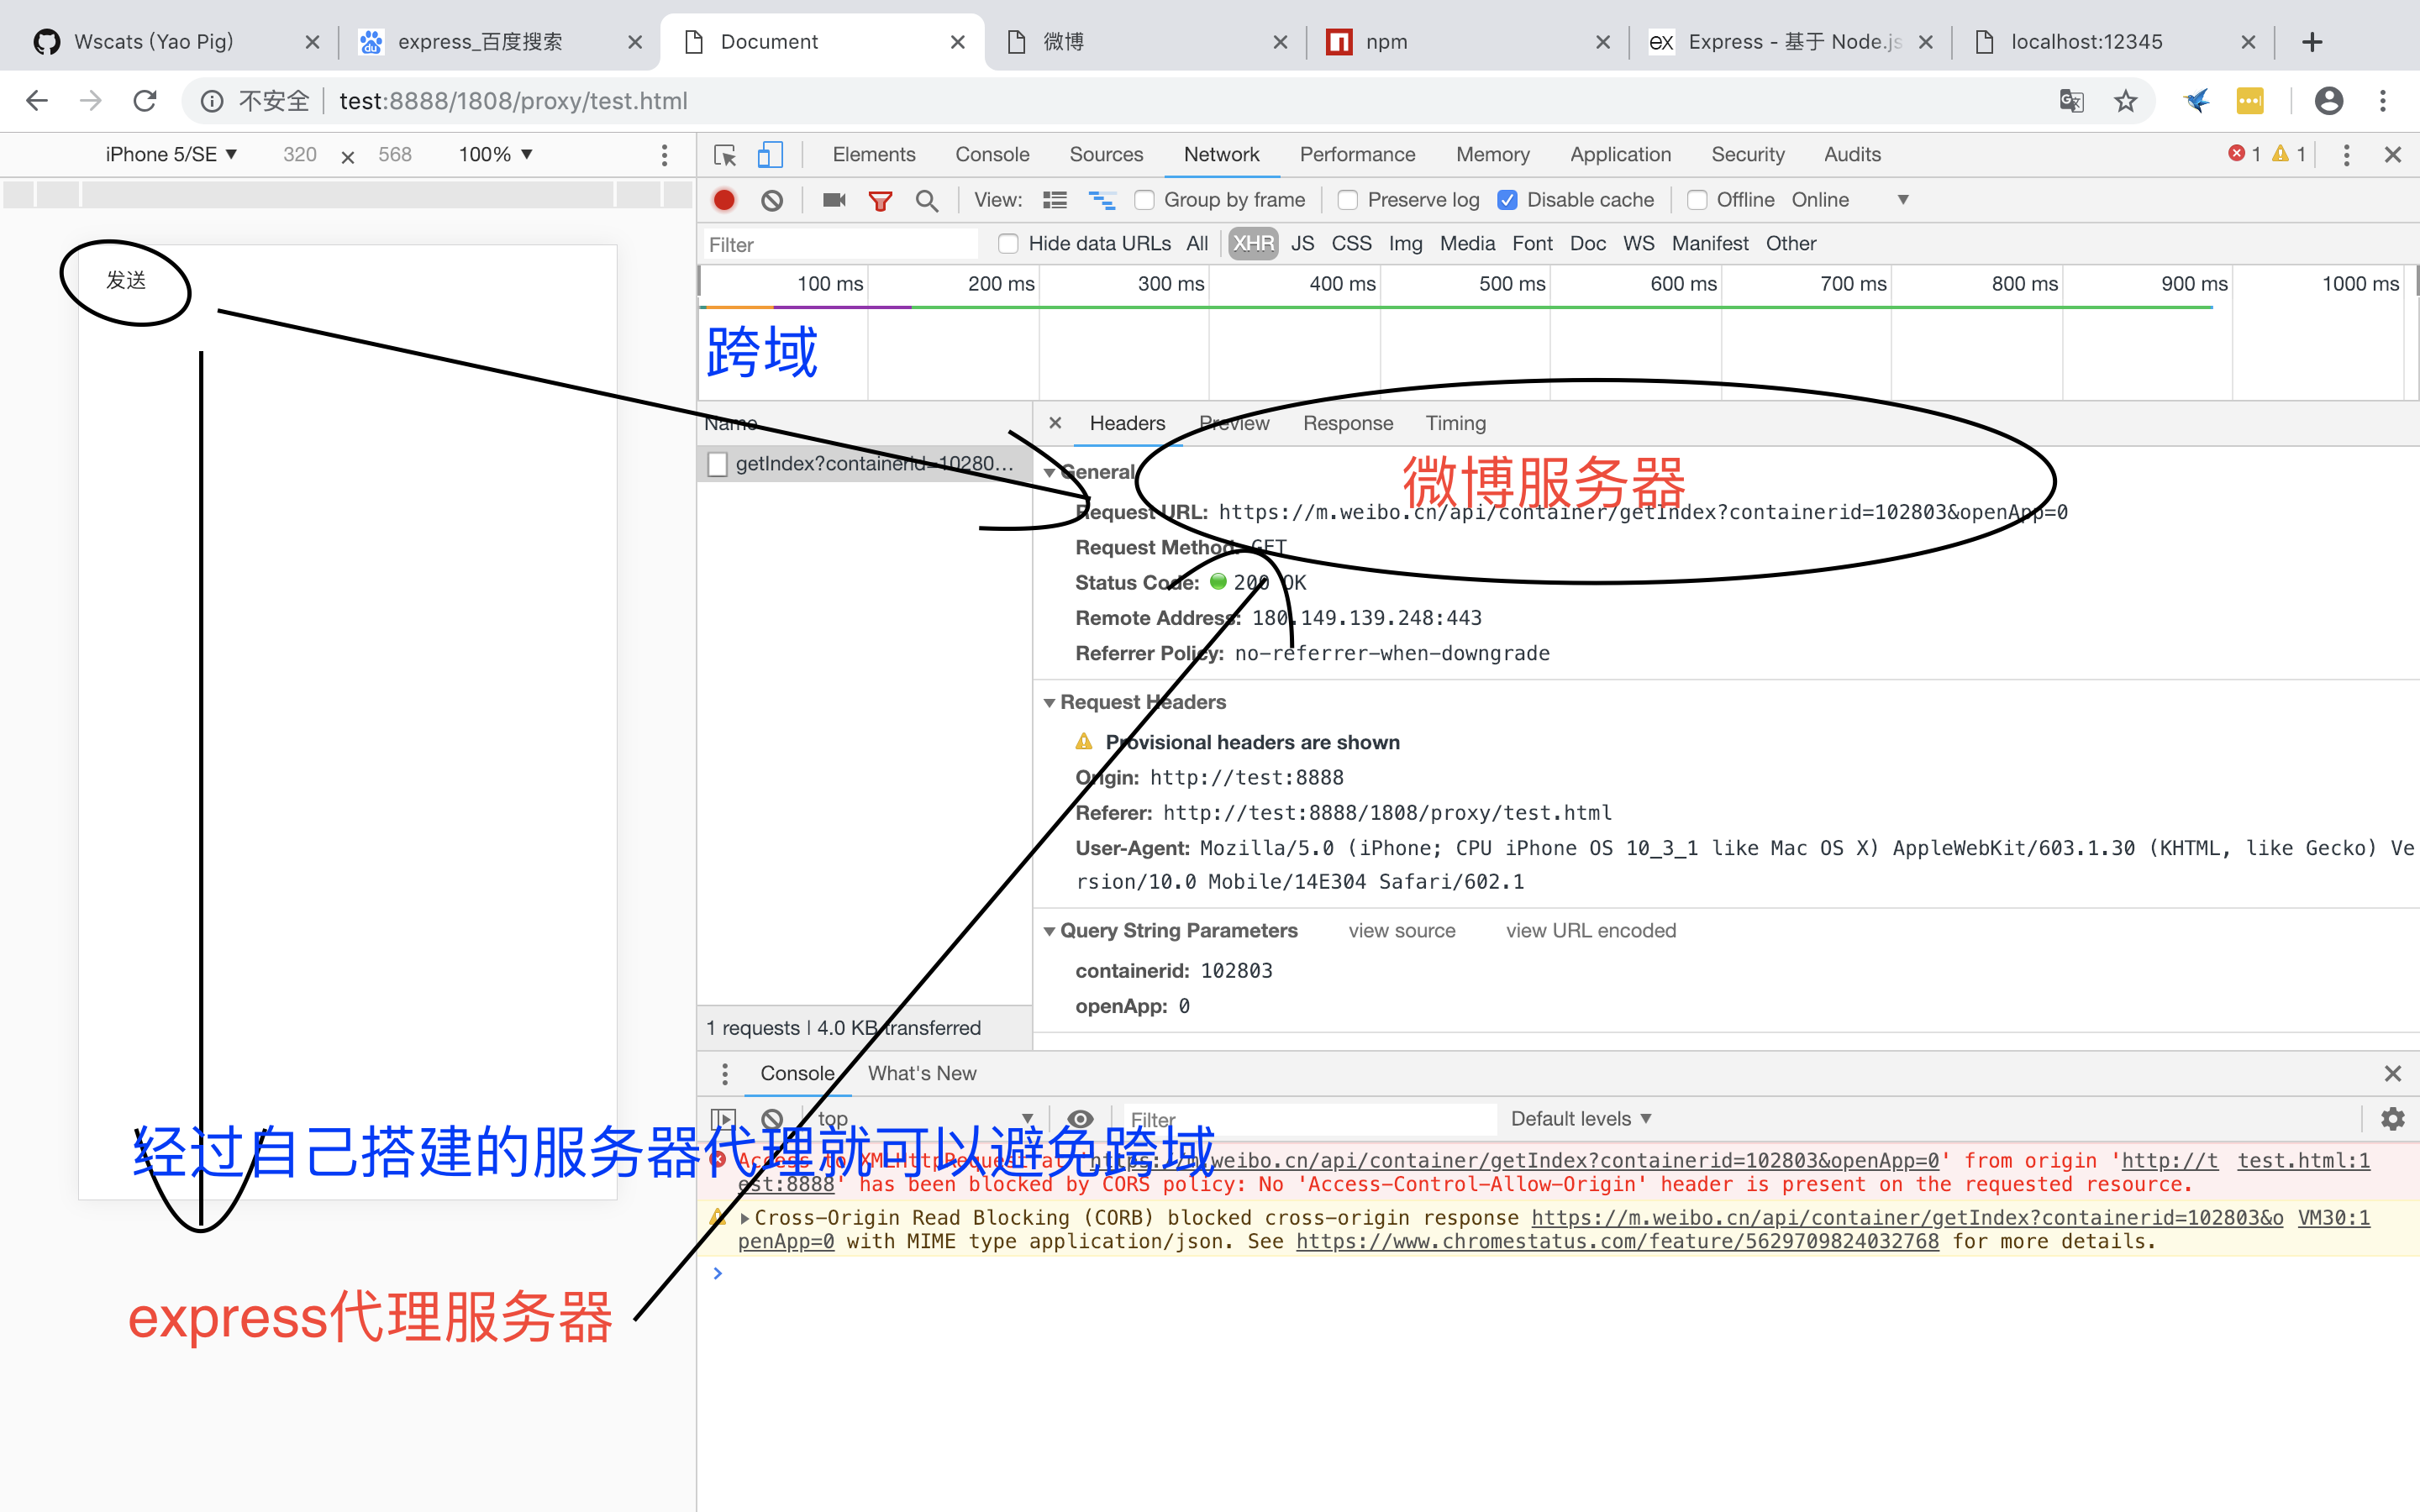 Wscats (Yao Pig)
express_百度搜索
Document
微博
npm
Express - 基于 Node.js
localhost:12345
不安全
test:8888/1808/proxy/test.html
iPhone 5/SE ▼ 320 × 568 100% ▼
Elements Console Sources Network Performance Memory Application Security Audits 1 1
View: Group by frame Preserve log Disable cache Offline Online ▼
Filter Hide data URLs All XHR JS CSS Img Media Font Doc WS Manifest Other
100 ms 200 ms 300 ms 400 ms 500 ms 600 ms 700 ms 800 ms 900 ms 1000 ms
发送
跨域
Name
getIndex?containerid=10280...
Headers Preview Response Timing
微博服务器
General
Request URL: https://m.weibo.cn/api/container/getIndex?containerid=102803&openApp=0
Request Method: GET
Status Code: 200 OK
Remote Address: 180.149.139.248:443
Referrer Policy: no-referrer-when-downgrade
Request Headers
Provisional headers are shown
Origin: http://test:8888
Referer: http://test:8888/1808/proxy/test.html
User-Agent: Mozilla/5.0 (iPhone; CPU iPhone OS 10_3_1 like Mac OS X) AppleWebKit/603.1.30 (KHTML, like Gecko) Ve
rsion/10.0 Mobile/14E304 Safari/602.1
Query String Parameters view source view URL encoded
containerid: 102803
openApp: 0
1 requests | 4.0 KB transferred
Console What's New
top ▼ Filter Default levels ▼
经过自己搭建的服务器代理就可以避免跨域
Access to XMLHttpRequest at 'https://m.weibo.cn/api/container/getIndex?containerid=102803&openApp=0' from origin 'http://t test.html:1
est:8888' has been blocked by CORS policy: No 'Access-Control-Allow-Origin' header is present on the requested resource.
Cross-Origin Read Blocking (CORB) blocked cross-origin response https://m.weibo.cn/api/container/getIndex?containerid=102803&o VM30:1
penApp=0 with MIME type application/json. See https://www.chromestatus.com/feature/5629709824032768 for more details.
express代理服务器